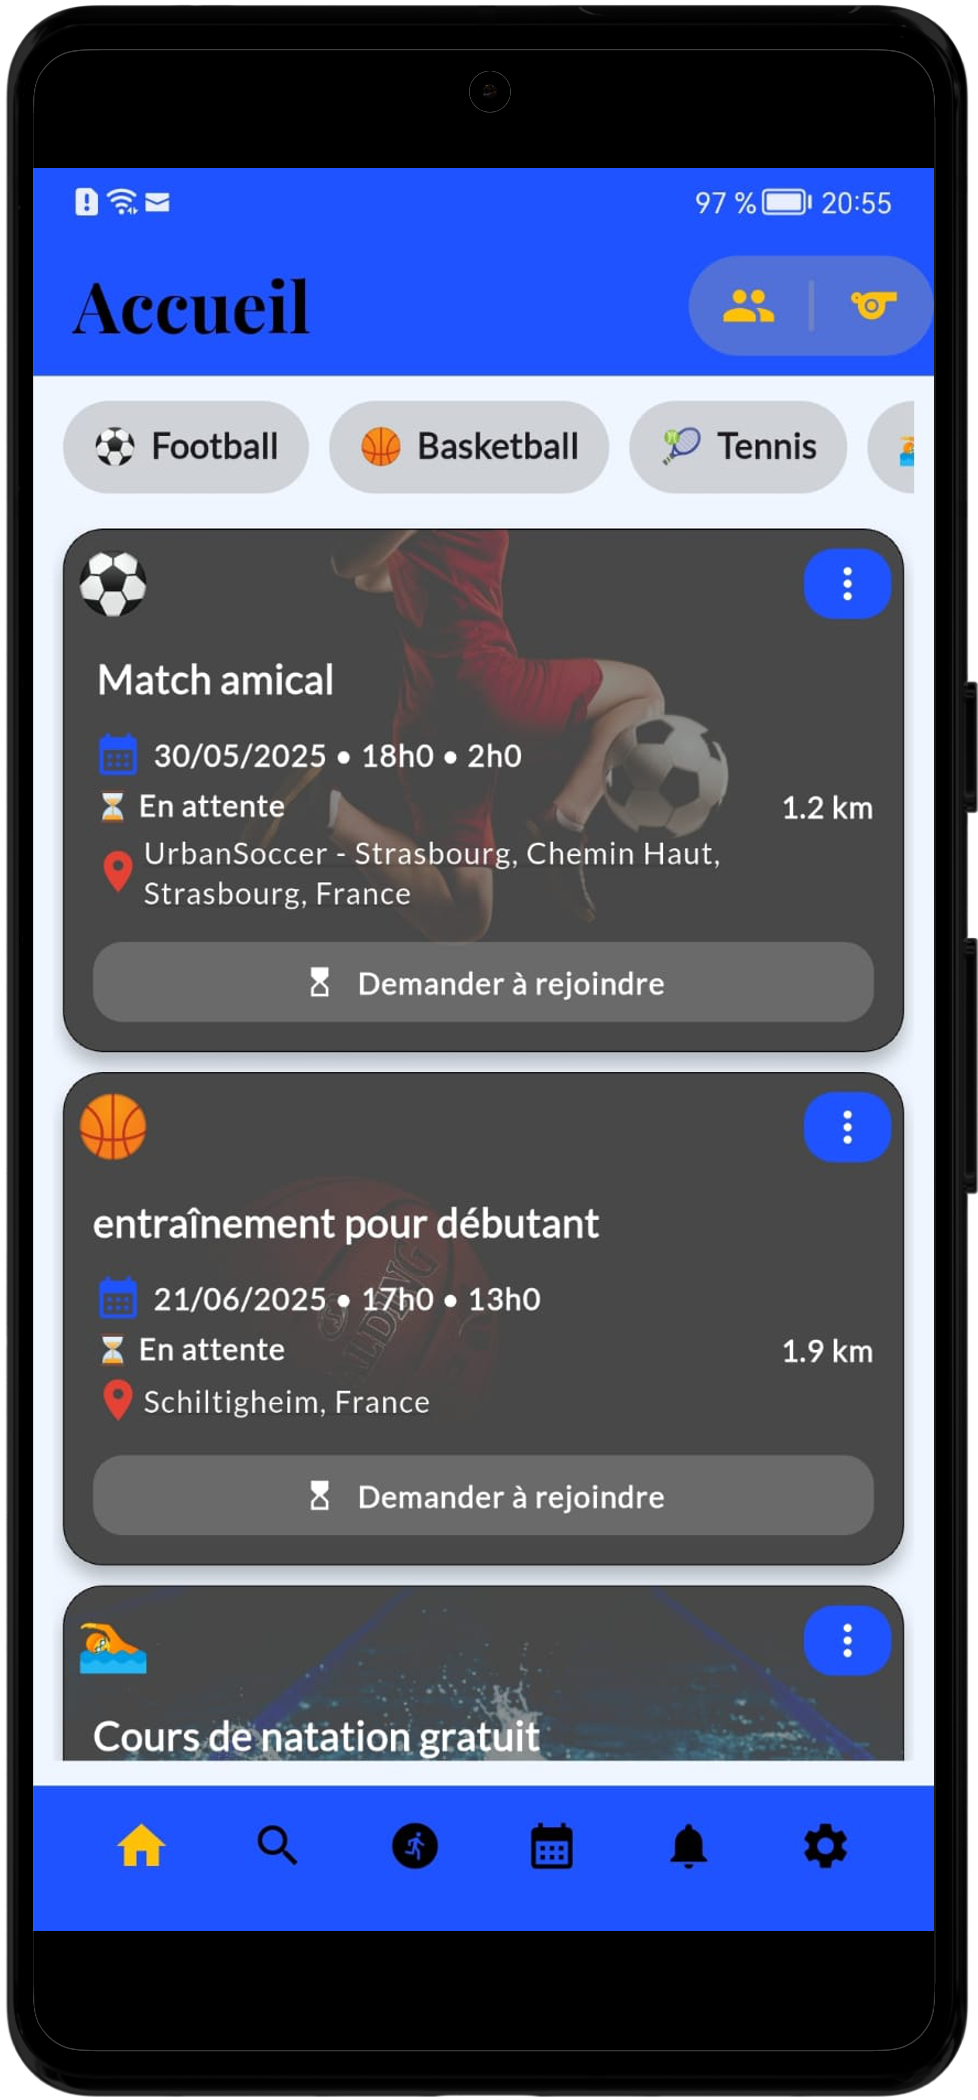 97 % 20:55
Accueil
Football Basketball Tennis
Match amical
30/05/2025 • 18h0 • 2h0
En attente 1.2 km
UrbanSoccer - Strasbourg, Chemin Haut,
Strasbourg, France
Demander à rejoindre
entraînement pour débutant
21/06/2025 • 17h0 • 13h0
En attente 1.9 km
Schiltigheim, France
Demander à rejoindre
Cours de natation gratuit